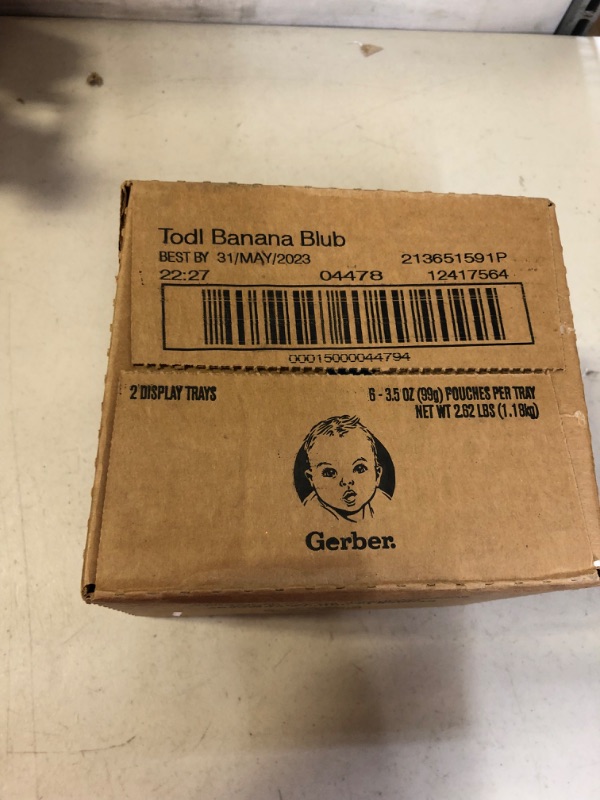 Todl Banana Blub
BEST BY 31/MAY/2023 213651591P
22:27 04478 12417564
00015000044794
2 DISPLAY TRAYS
6 - 3.5 OZ (99g) POUCHES PER TRAY
NET WT 2.62 LBS (1.18kg)
Gerber.